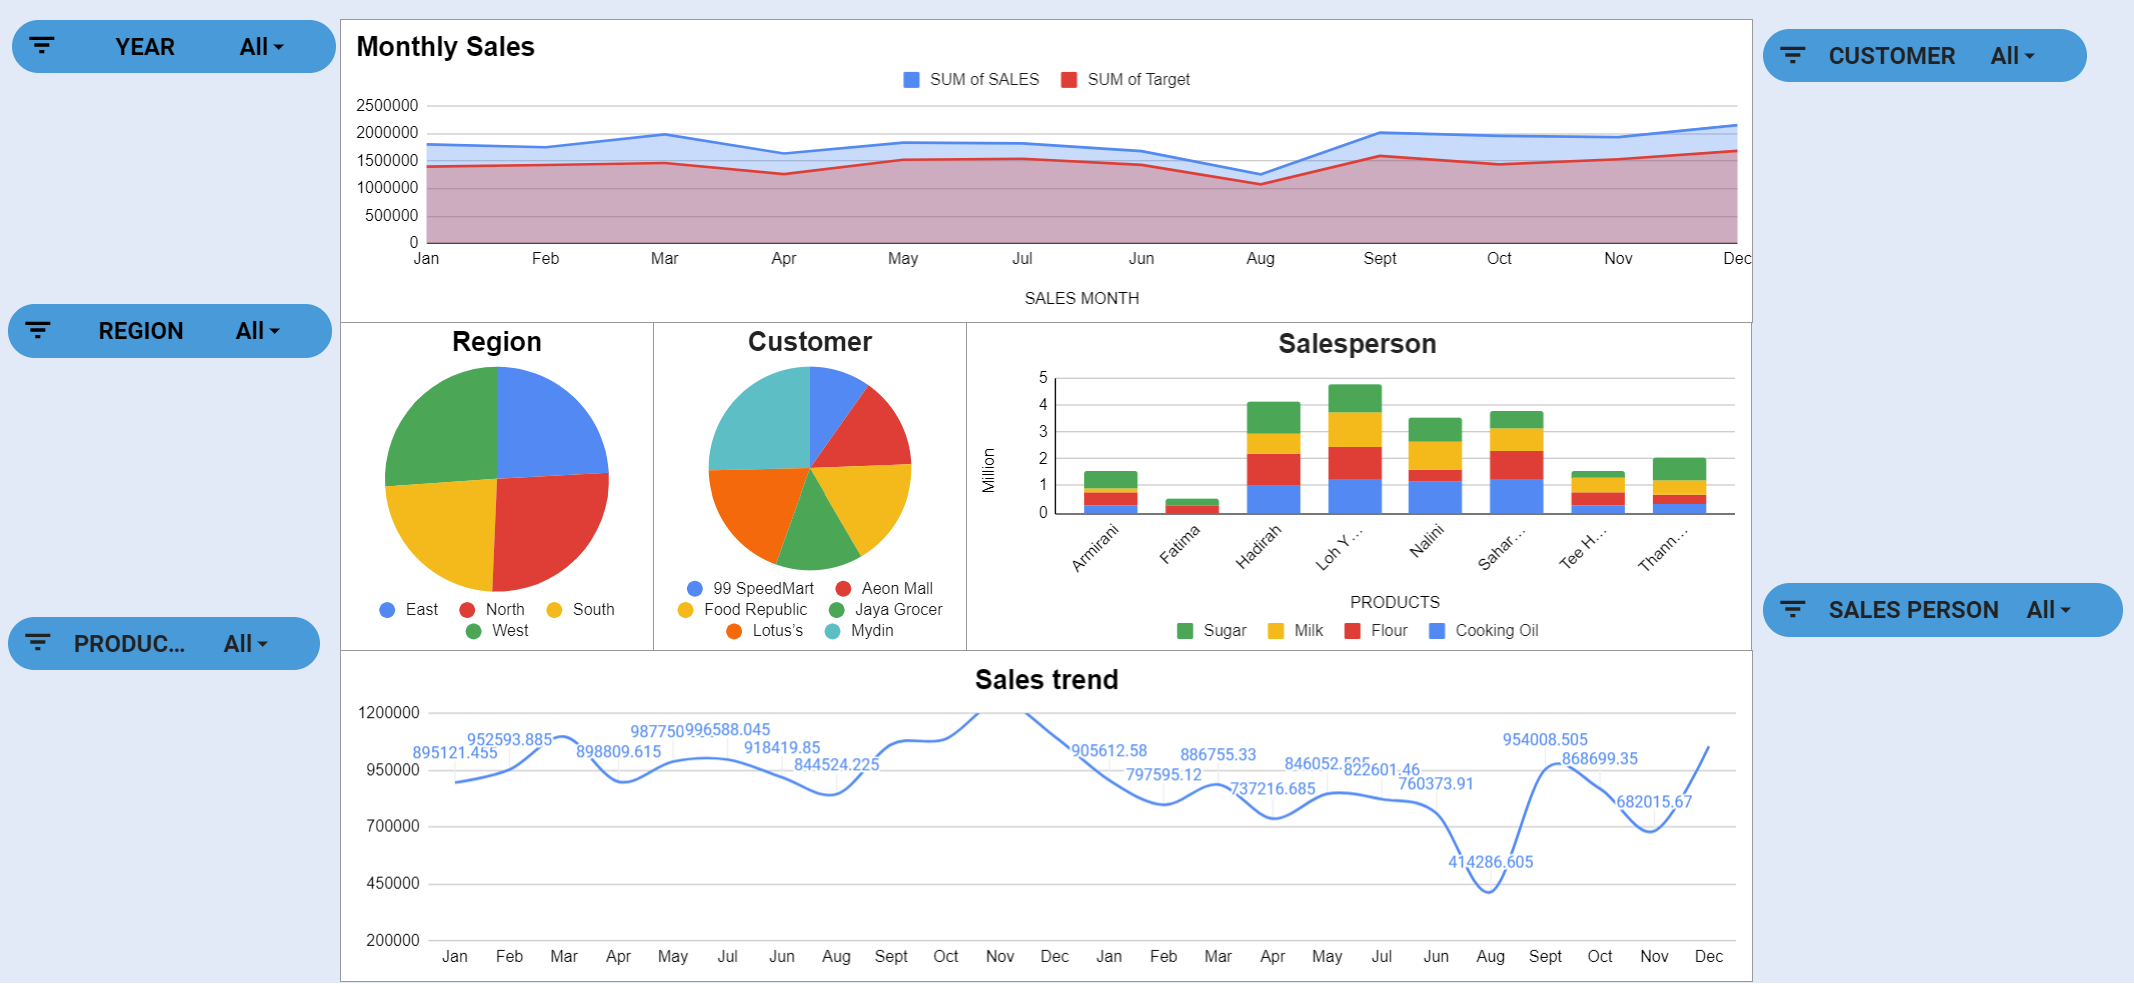 YEAR All
CUSTOMER All
Monthly Sales
SUM of SALES SUM of Target
2500000
2000000
1500000
1000000
500000
0
Jan Feb Mar Apr May Jul Jun Aug Sept Oct Nov Dec
SALES MONTH
REGION All
Region
East North South
West
Customer
99 SpeedMart Aeon Mall
Food Republic Jaya Grocer
Lotus's Mydin
Salesperson
Million
5
4
3
2
1
0
Armirani Fatima Hadirah Loh Y... Nalini Sahar... Tee H... Thann...
PRODUCTS
Sugar Milk Flour Cooking Oil
PRODUC... All
SALES PERSON All
Sales trend
1200000
950000
700000
450000
200000
895121.455 952593.885 898809.615 987750 996588.045 918419.85 844524.225 905612.58 797595.12 886755.33 737216.685 846052 822601.46 760373.91 414286.605 954008.505 868699.35 682015.67
Jan Feb Mar Apr May Jul Jun Aug Sept Oct Nov Dec Jan Feb Mar Apr May Jul Jun Aug Sept Oct Nov Dec